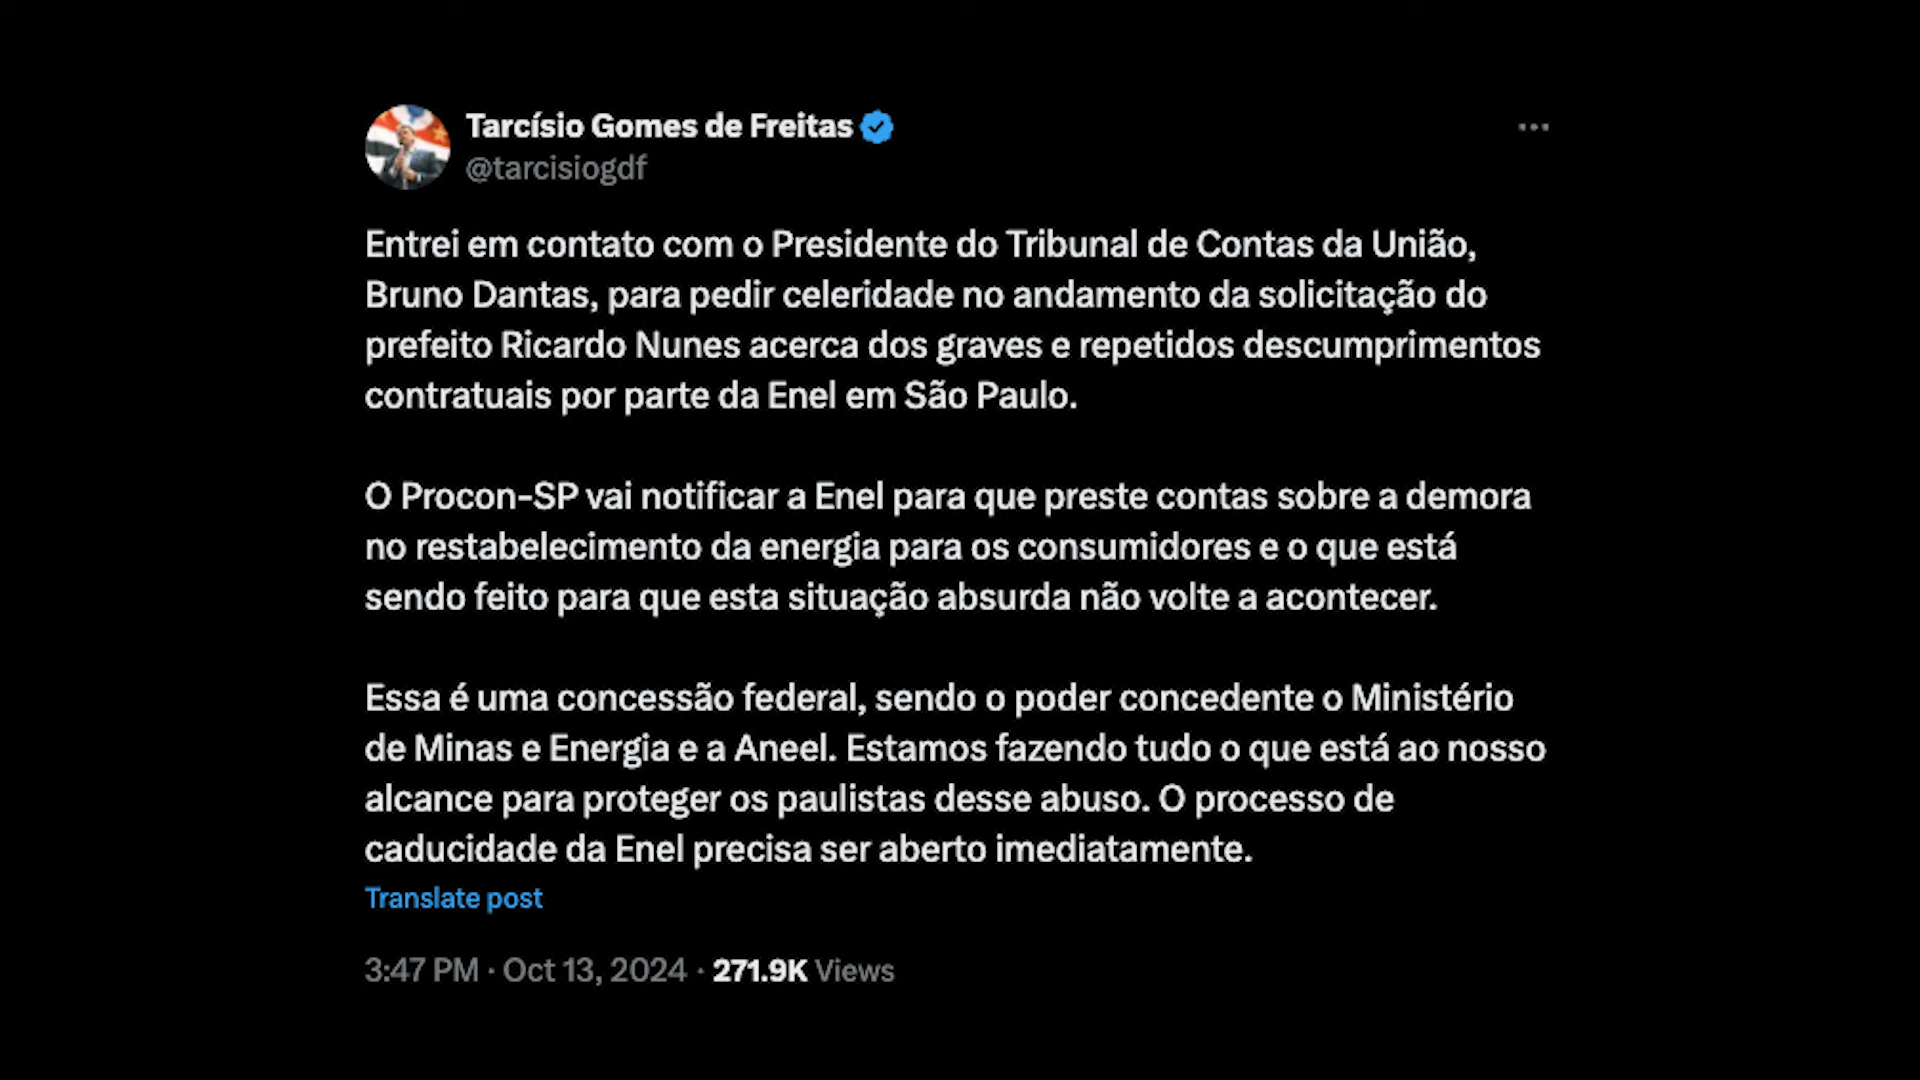 Tarcísio Gomes de Freitas
@tarcisiogdf
Entrei em contato com o Presidente do Tribunal de Contas da União,
Bruno Dantas, para pedir celeridade no andamento da solicitação do
prefeito Ricardo Nunes acerca dos graves e repetidos descumprimentos
contratuais por parte da Enel em São Paulo.
O Procon-SP vai notificar a Enel para que preste contas sobre a demora
no restabelecimento da energia para os consumidores e o que está
sendo feito para que esta situação absurda não volte a acontecer.
Essa é uma concessão federal, sendo o poder concedente o Ministério
de Minas e Energia e a Aneel. Estamos fazendo tudo o que está ao nosso
alcance para proteger os paulistas desse abuso. O processo de
caducidade da Enel precisa ser aberto imediatamente.
Translate post
3:47 PM · Oct 13, 2024 · 271.9K Views